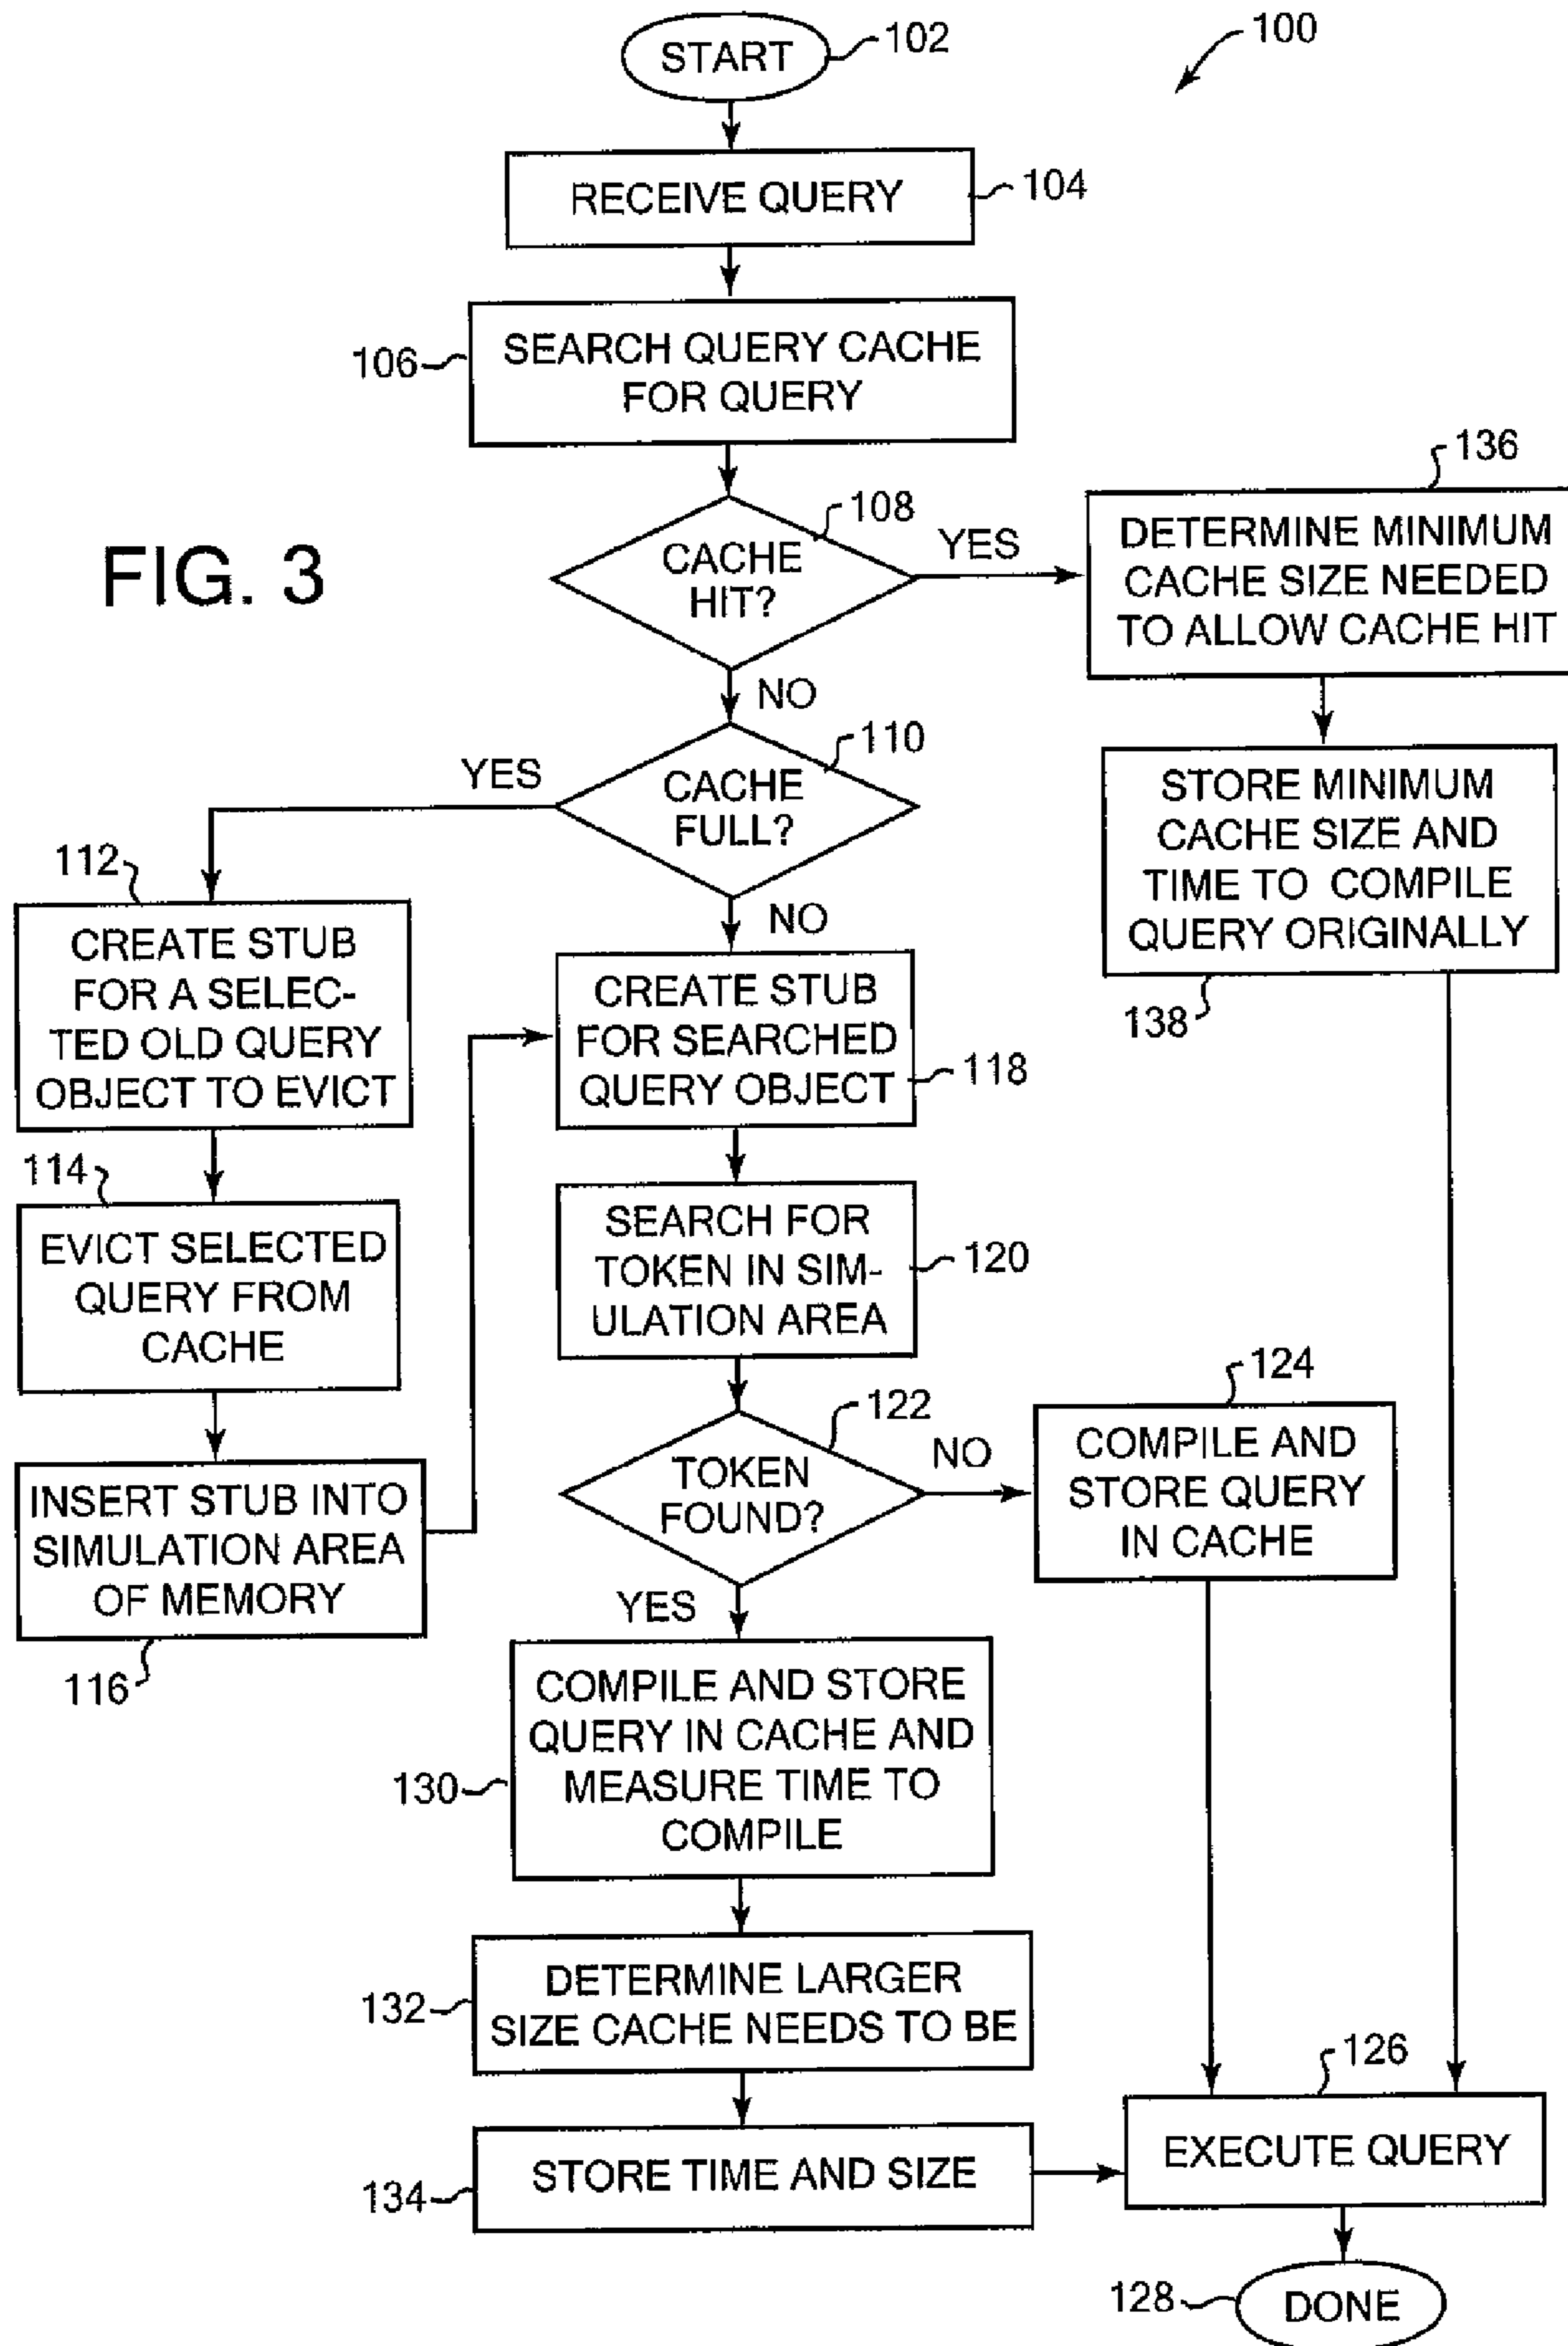 START
102
100
RECEIVE QUERY
104
106
SEARCH QUERY CACHE
FOR QUERY
FIG. 3
108
CACHE
HIT?
YES
NO
136
DETERMINE MINIMUM
CACHE SIZE NEEDED
TO ALLOW CACHE HIT
110
CACHE
FULL?
YES
NO
STORE MINIMUM
CACHE SIZE AND
TIME TO COMPILE
QUERY ORIGINALLY
138
112
CREATE STUB
FOR A SELEC-
TED OLD QUERY
OBJECT TO EVICT
114
EVICT SELECTED
QUERY FROM
CACHE
INSERT STUB INTO
SIMULATION AREA
OF MEMORY
116
CREATE STUB
FOR SEARCHED
QUERY OBJECT
118
SEARCH FOR
TOKEN IN SIM-
ULATION AREA
120
122
TOKEN
FOUND?
NO
YES
124
COMPILE AND
STORE QUERY
IN CACHE
130
COMPILE AND STORE
QUERY IN CACHE AND
MEASURE TIME TO
COMPILE
132
DETERMINE LARGER
SIZE CACHE NEEDS TO BE
134
STORE TIME AND SIZE
126
EXECUTE QUERY
128
DONE